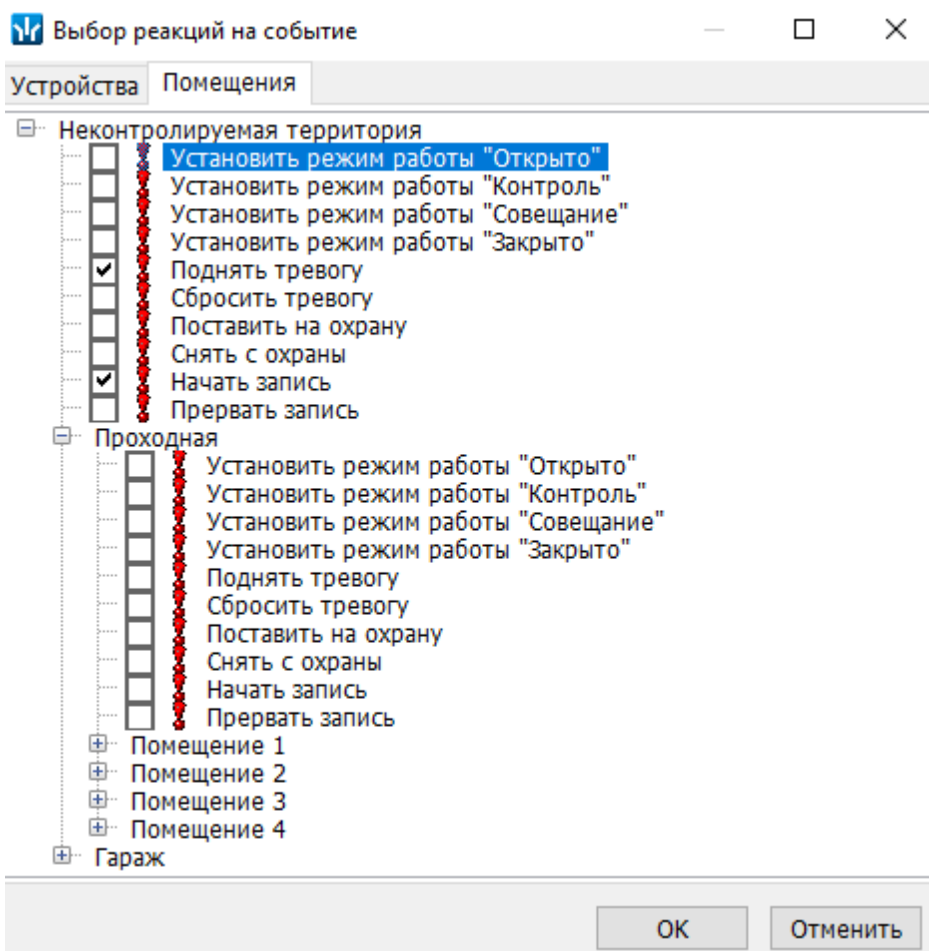 Выбор реакций на событие
Устройства Помещения
Неконтролируемая территория
Установить режим работы "Открыто"
Установить режим работы "Контроль"
Установить режим работы "Совещание"
Установить режим работы "Закрыто"
Поднять тревогу
Сбросить тревогу
Поставить на охрану
Снять с охраны
Начать запись
Прервать запись
Проходная
Установить режим работы "Открыто"
Установить режим работы "Контроль"
Установить режим работы "Совещание"
Установить режим работы "Закрыто"
Поднять тревогу
Сбросить тревогу
Поставить на охрану
Снять с охраны
Начать запись
Прервать запись
Помещение 1
Помещение 2
Помещение 3
Помещение 4
Гараж
OK Отменить